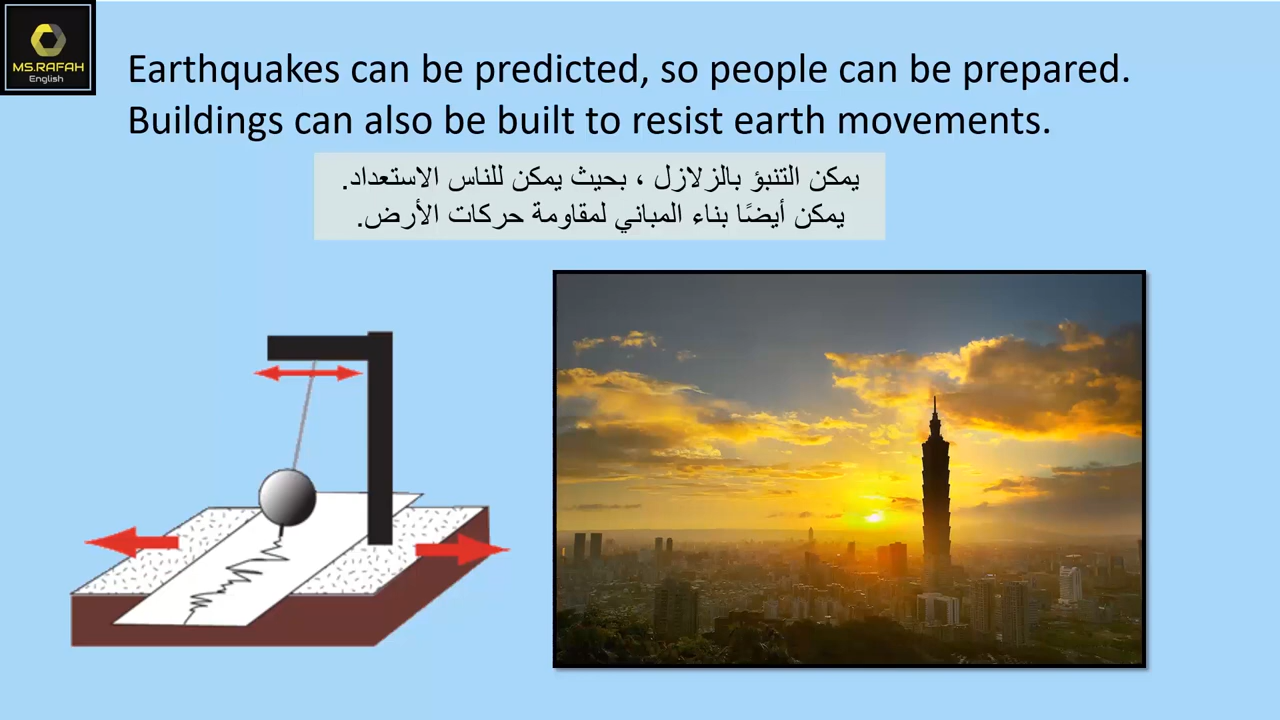 MS.RAFAH
English
Earthquakes can be predicted, so people can be prepared.
Buildings can also be built to resist earth movements.
يمكن التنبؤ بالزلازل ، بحيث يمكن للناس الاستعداد.
يمكن أيضًا بناء المباني لمقاومة حركات الأرض.